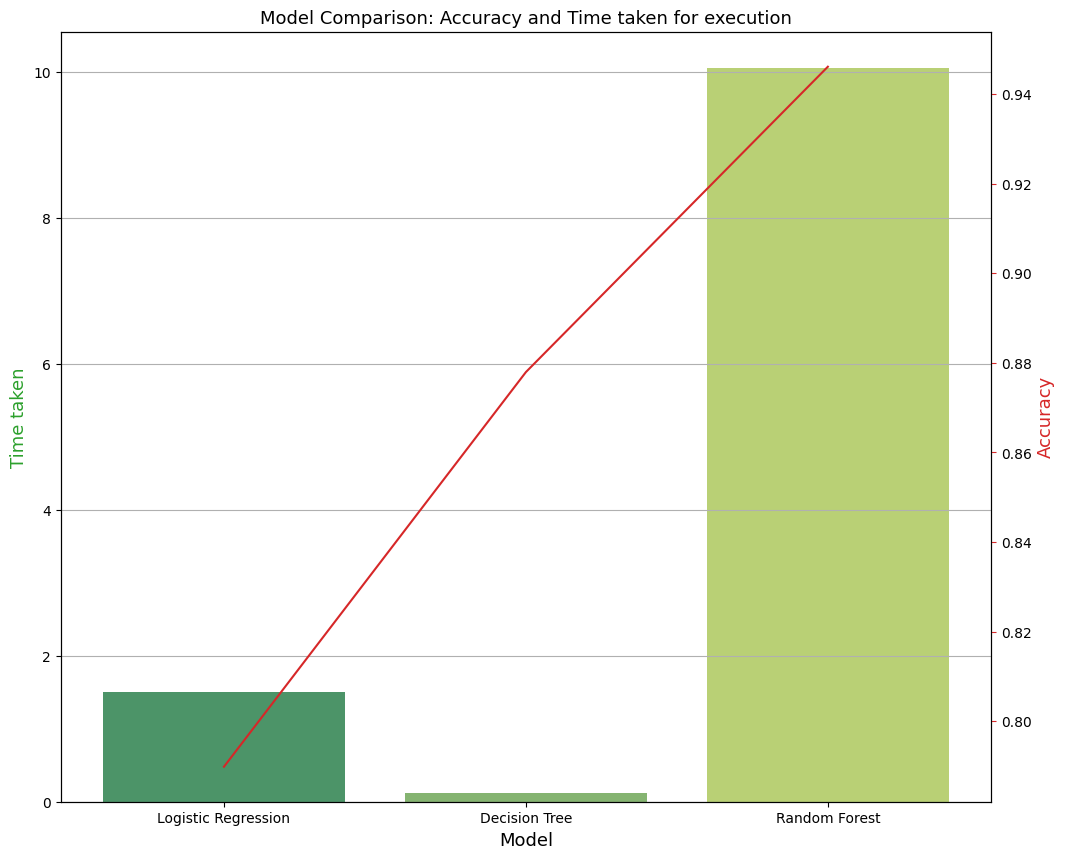 Model Comparison: Accuracy and Time taken for execution
10
8
6
4
2
0
Time taken
0.94
0.92
0.90
0.88
0.86
0.84
0.82
0.80
Accuracy
Logistic Regression
Decision Tree
Random Forest
Model